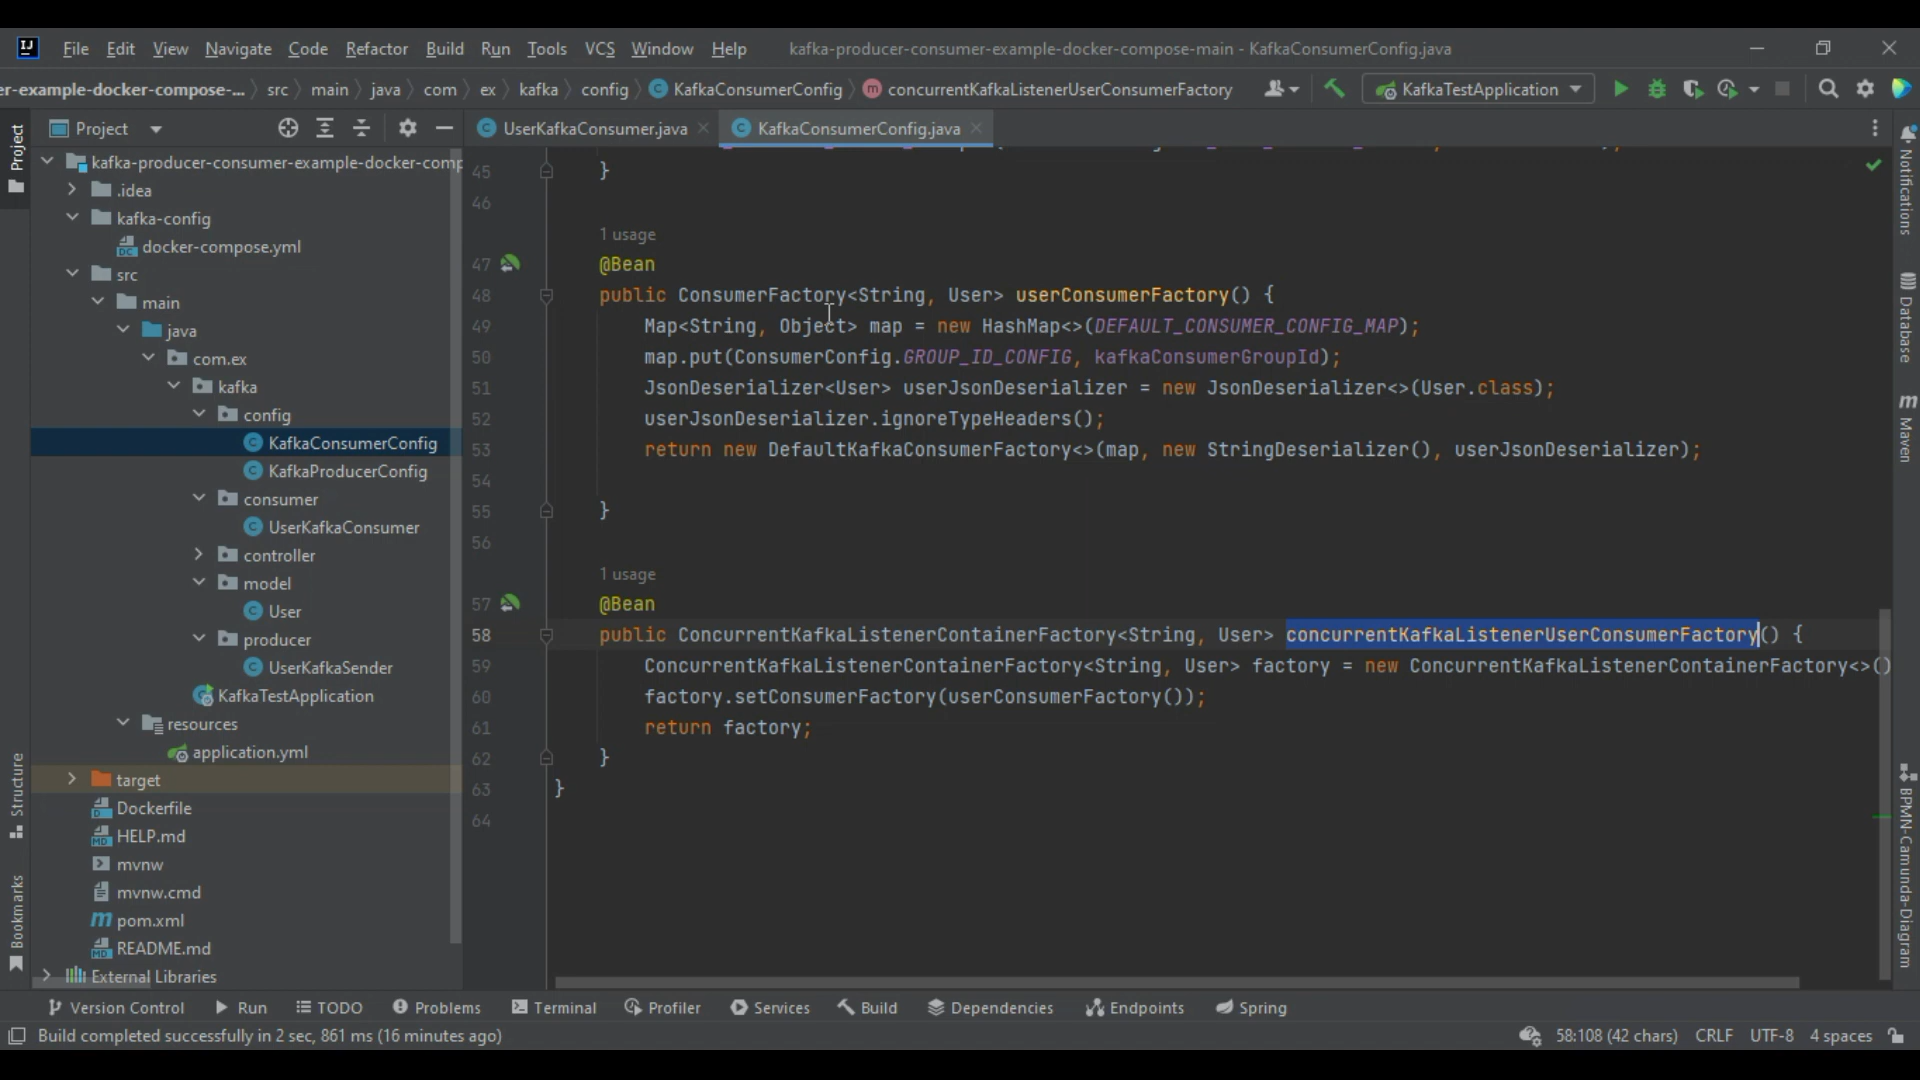 IJ File Edit View Navigate Code Refactor Build Run Tools VCS Window Help kafka-producer-consumer-example-docker-compose-main - KafkaConsumerConfig.java
er-example-docker-compose-... src main java com ex kafka config KafkaConsumerConfig concurrentKafkaListenerUserConsumerFactory KafkaTestApplication
Project
UserKafkaConsumer.java KafkaConsumerConfig.java
Project
Structure
Bookmarks
kafka-producer-consumer-example-docker-comp
.idea
kafka-config
docker-compose.yml
src
main
java
com.ex
kafka
config
KafkaConsumerConfig
KafkaProducerConfig
consumer
UserKafkaConsumer
controller
model
User
producer
UserKafkaSender
KafkaTestApplication
resources
application.yml
target
Dockerfile
HELP.md
mvnw
mvnw.cmd
pom.xml
README.md
External Libraries
45 }
46
1 usage
47 @Bean
48 public ConsumerFactory<String, User> userConsumerFactory() {
49 Map<String, Object> map = new HashMap<>(DEFAULT_CONSUMER_CONFIG_MAP);
50 map.put(ConsumerConfig.GROUP_ID_CONFIG, kafkaConsumerGroupId);
51 JsonDeserializer<User> userJsonDeserializer = new JsonDeserializer<>(User.class);
52 userJsonDeserializer.ignoreTypeHeaders();
53 return new DefaultKafkaConsumerFactory<>(map, new StringDeserializer(), userJsonDeserializer);
54
55 }
56
1 usage
57 @Bean
58 public ConcurrentKafkaListenerContainerFactory<String, User> concurrentKafkaListenerUserConsumerFactory() {
59 ConcurrentKafkaListenerContainerFactory<String, User> factory = new ConcurrentKafkaListenerContainerFactory<>()
60 factory.setConsumerFactory(userConsumerFactory());
61 return factory;
62 }
63 }
64
Notifications
Database
Maven
BPMN-Camunda-Diagram
Version Control Run TODO Problems Terminal Profiler Services Build Dependencies Endpoints Spring
Build completed successfully in 2 sec, 861 ms (16 minutes ago) 58:108 (42 chars) CRLF UTF-8 4 spaces